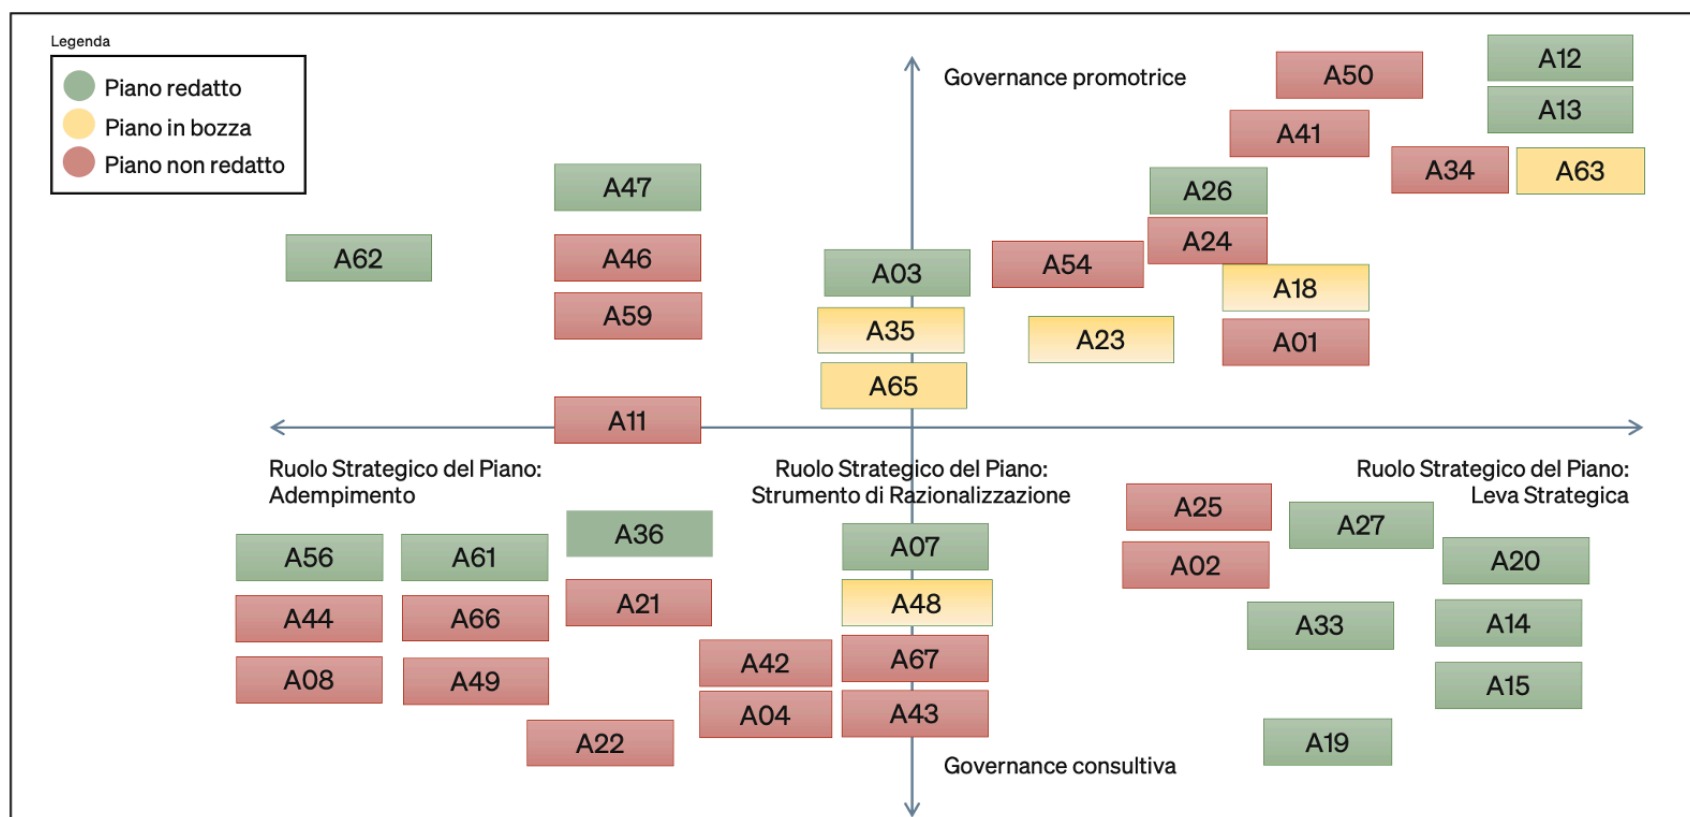 Legenda
Piano redatto
Piano in bozza
Piano non redatto
Governance promotrice
A12
A50
A13
A41
A34
A63
A47
A26
A24
A62
A46
A03
A54
A18
A59
A35
A23
A01
A65
A11
Ruolo Strategico del Piano:
Adempimento
Ruolo Strategico del Piano:
Strumento di Razionalizzazione
Ruolo Strategico del Piano:
Leva Strategica
A25
A27
A36
A07
A56
A61
A02
A20
A44
A66
A21
A48
A33
A14
A08
A49
A42
A67
A15
A04
A43
A22
A19
Governance consultiva